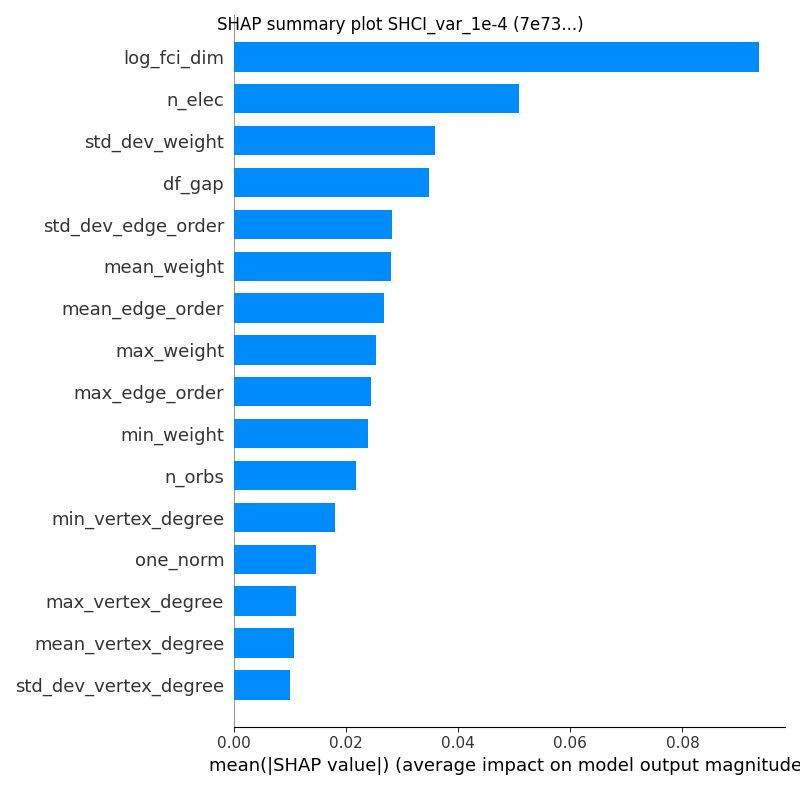 SHAP summary plot SHCI_var_1e-4 (7e73...)
log_fci_dim
n_elec
std_dev_weight
df_gap
std_dev_edge_order
mean_weight
mean_edge_order
max_weight
max_edge_order
min_weight
n_orbs
min_vertex_degree
one_norm
max_vertex_degree
mean_vertex_degree
std_dev_vertex_degree
0.00 0.02 0.04 0.06 0.08
mean(|SHAP value|) (average impact on model output magnitude